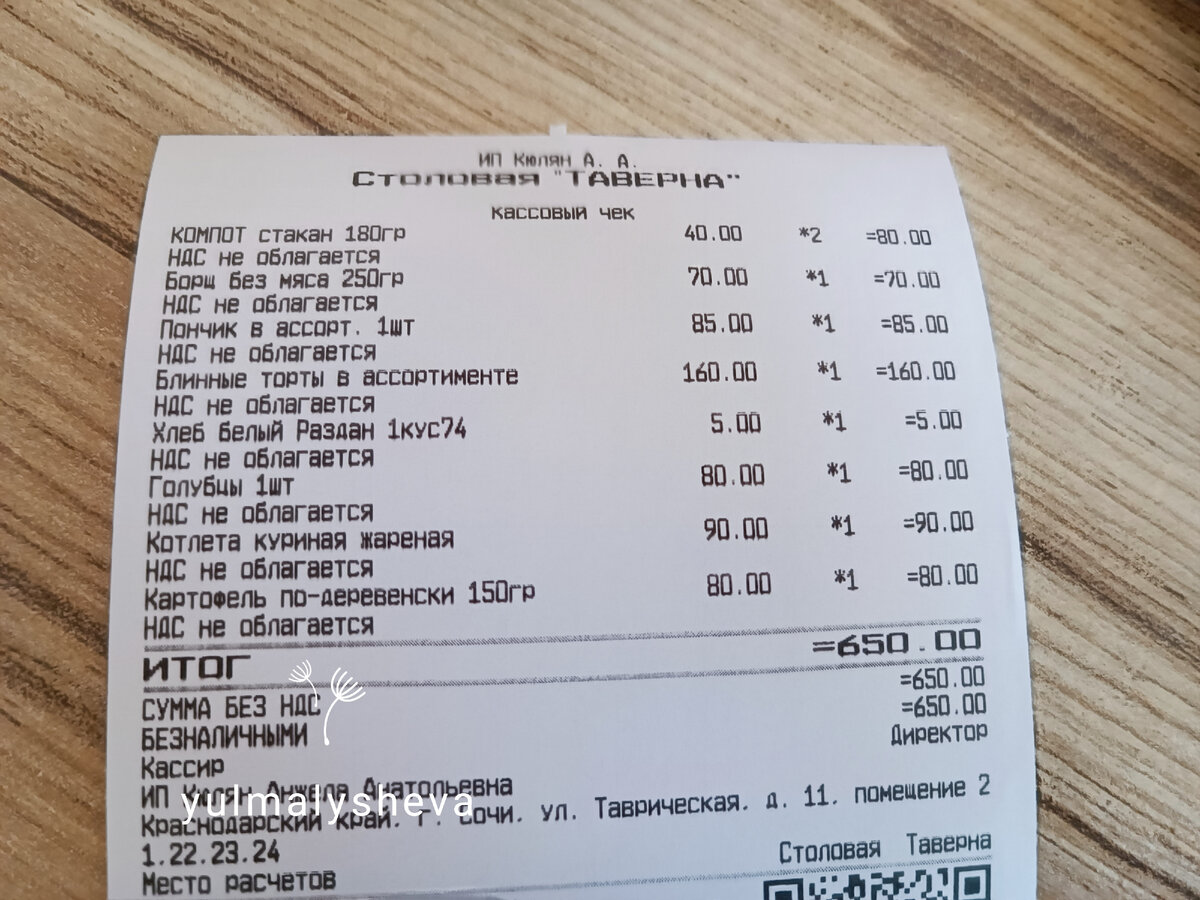 ИП Кюлян А. А.
Столовая "ТАВЕРНА"
КАССОВЫЙ ЧЕК
КОМПОТ стакан 180гр 40.00 *2 =80.00
НДС не облагается
Борщ без мяса 250гр 70.00 *1 =70.00
НДС не облагается
Пончик в ассорт. 1шт 85.00 *1 =85.00
НДС не облагается
Блинные торты в ассортименте 160.00 *1 =160.00
НДС не облагается
Хлеб белый Раздан 1кус74 5.00 *1 =5.00
НДС не облагается
Голубцы 1шт 80.00 *1 =80.00
НДС не облагается
Котлета куриная жареная 90.00 *1 =90.00
НДС не облагается
Картофель по-деревенски 150гр 80.00 *1 =80.00
НДС не облагается
ИТОГ =650.00
СУММА БЕЗ НДС =650.00
БЕЗНАЛИЧНЫМИ =650.00
Кассир Директор
ИП Кюлян Анжела Анатольевна
Краснодарский край. г. Сочи. ул. Таврическая. д. 11. помещение 2
1.22.23.24
Место расчетов Столовая Таверна
yulmalysheva